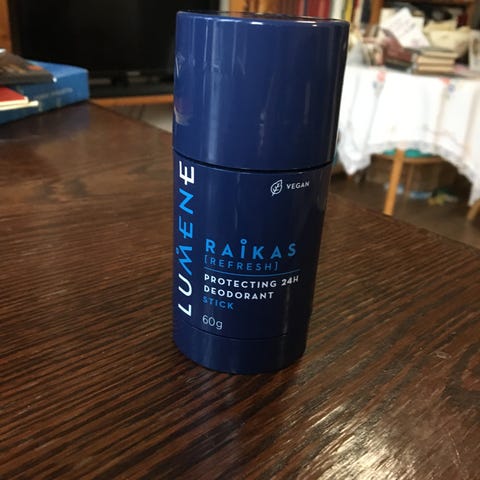 LUMENE
VEGAN
RAIKAS
[REFRESH]
PROTECTING 24H
DEODORANT
STICK
60g